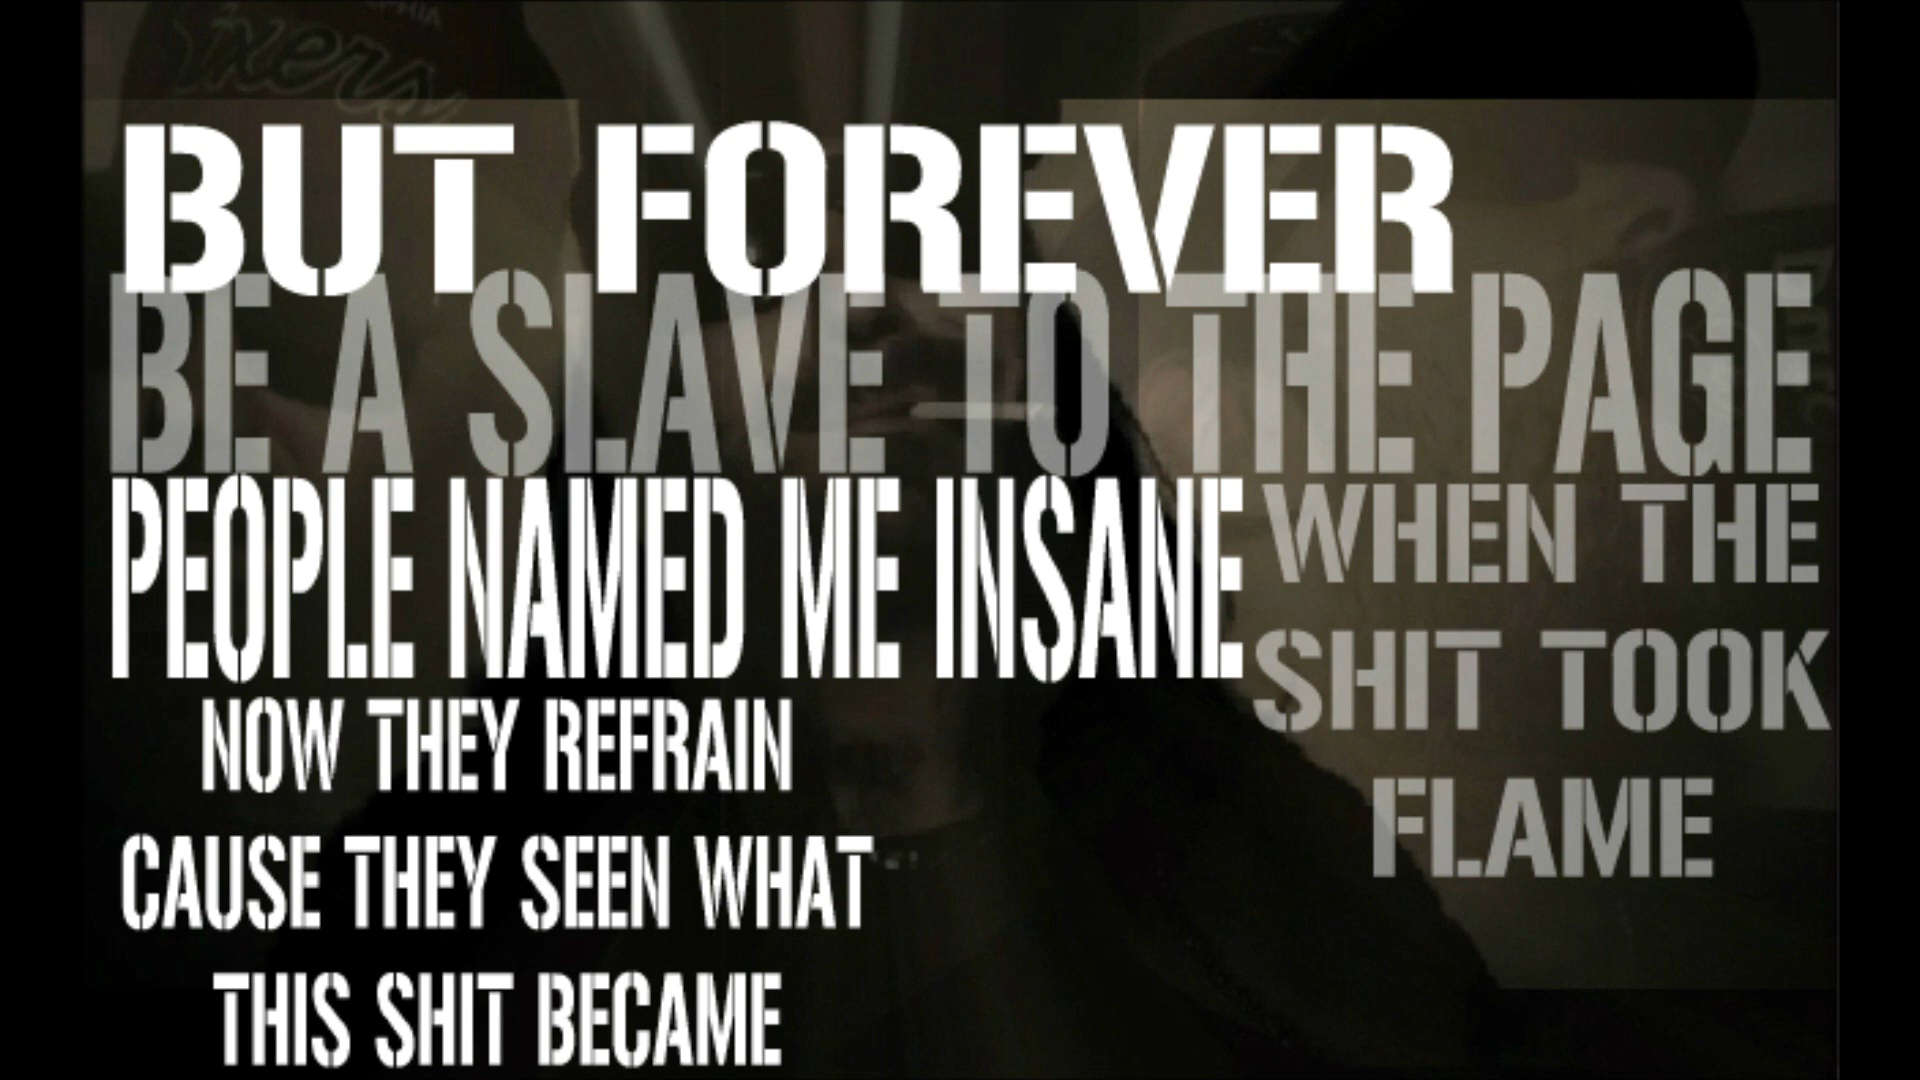 Sixers
BUT FOREVER
BE A SLAVE TO THE PAGE
PEOPLE NAMED ME INSANE
WHEN THE
SHIT TOOK
FLAME
NOW THEY REFRAIN
CAUSE THEY SEEN WHAT
THIS SHIT BECAME